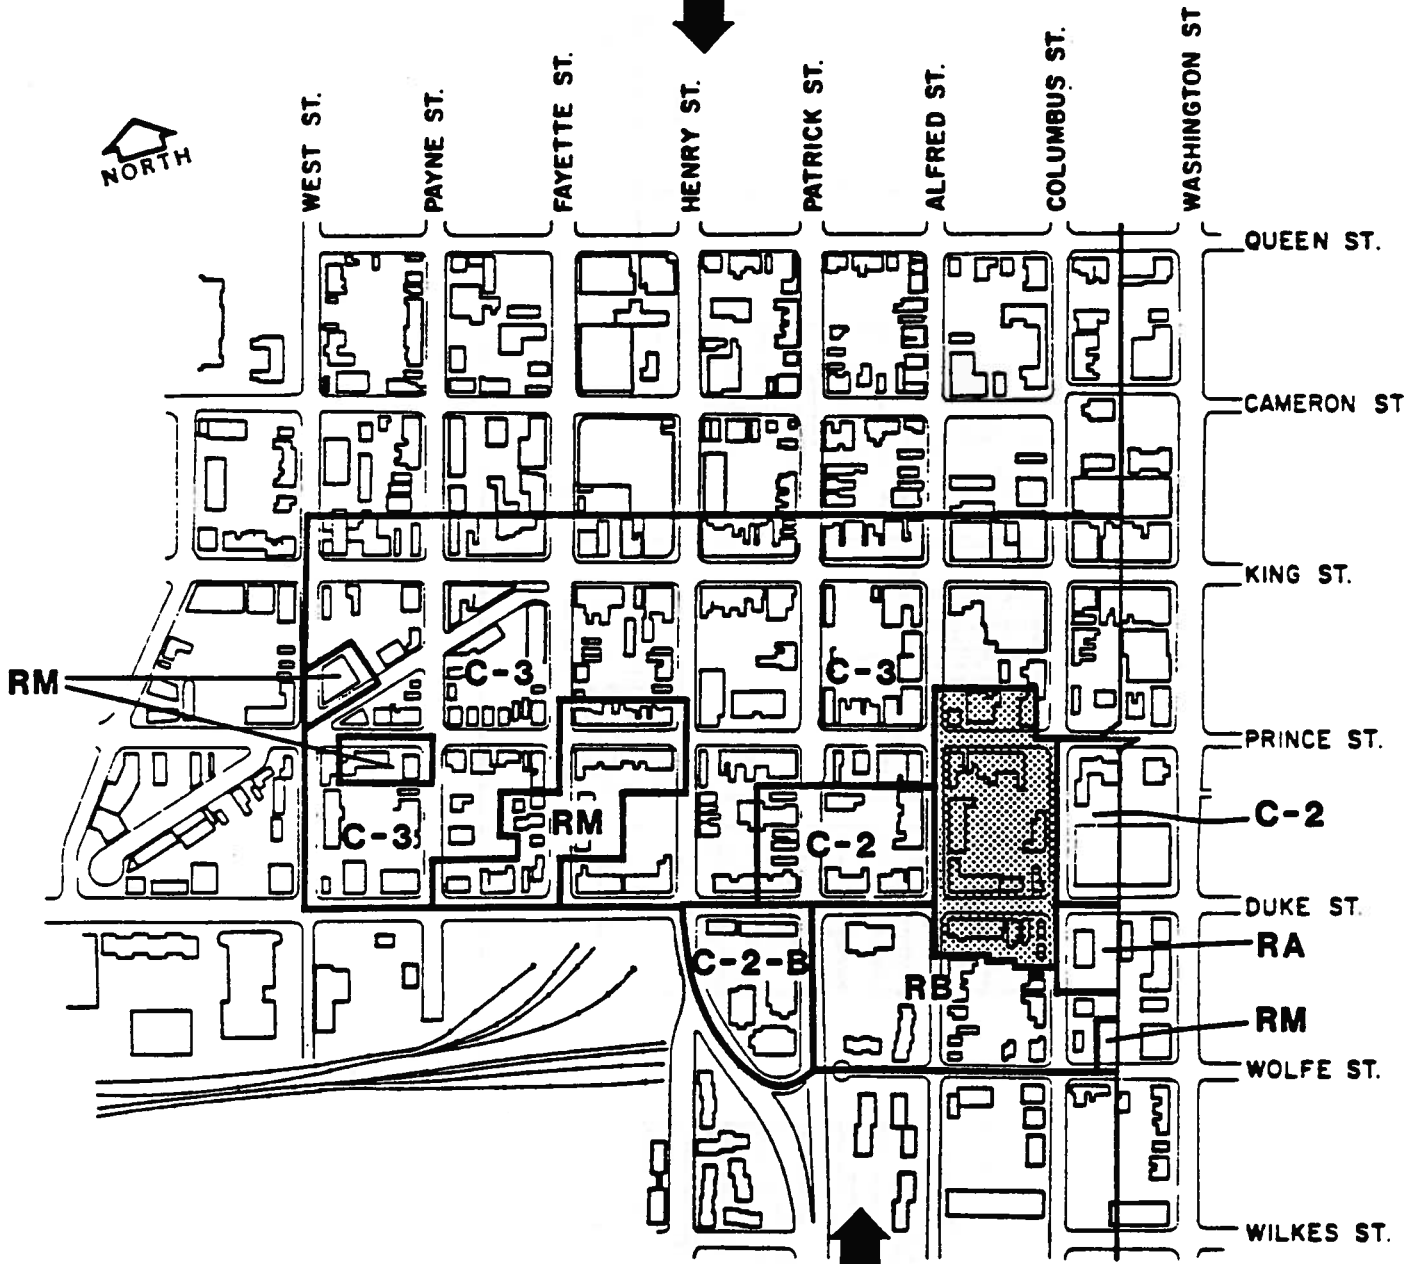 WEST ST.
PAYNE ST.
FAYETTE ST.
HENRY ST.
PATRICK ST.
ALFRED ST.
COLUMBUS ST.
WASHINGTON ST
NORTH
QUEEN ST.
CAMERON ST
KING ST.
RM
C-3
C-3
PRINCE ST.
C-3
RM
C-2
C-2
DUKE ST.
C-2-B
RB
RA
RM
WOLFE ST.
WILKES ST.